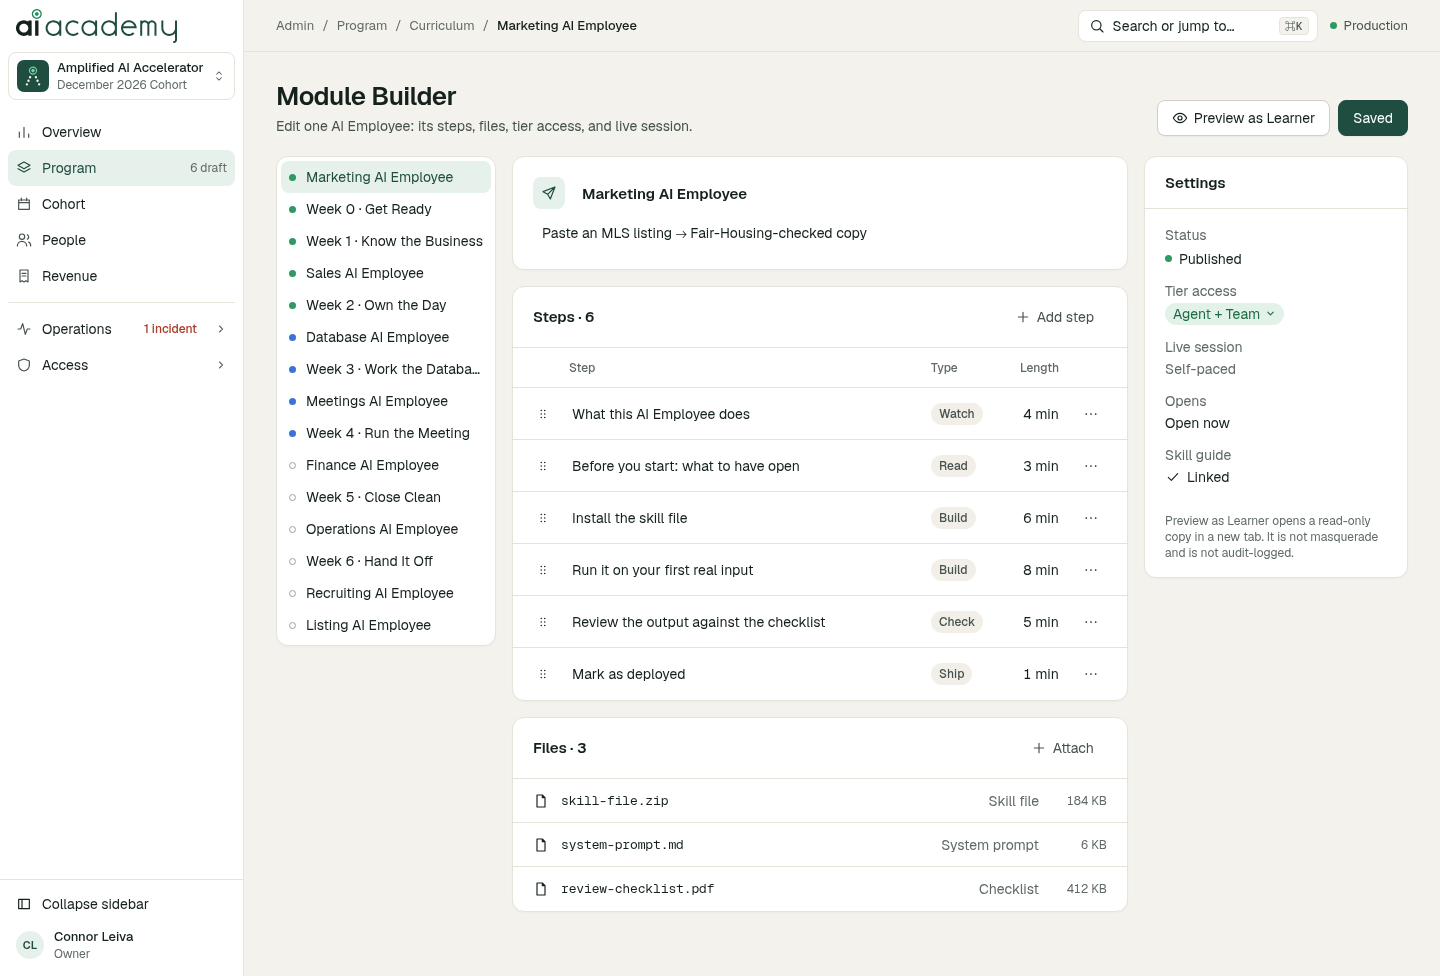 ai academy
Amplified AI Accelerator
December 2026 Cohort
Overview
Program 6 draft
Cohort
People
Revenue
Operations 1 incident
Access
Collapse sidebar
CL
Connor Leiva
Owner
Admin / Program / Curriculum / Marketing AI Employee
Search or jump to… ⌘K
Production
Module Builder
Edit one AI Employee: its steps, files, tier access, and live session.
Preview as Learner
Saved
Marketing AI Employee
Week 0 · Get Ready
Week 1 · Know the Business
Sales AI Employee
Week 2 · Own the Day
Database AI Employee
Week 3 · Work the Databa…
Meetings AI Employee
Week 4 · Run the Meeting
Finance AI Employee
Week 5 · Close Clean
Operations AI Employee
Week 6 · Hand It Off
Recruiting AI Employee
Listing AI Employee
Marketing AI Employee
Paste an MLS listing → Fair-Housing-checked copy
Steps · 6
Add step
Step Type Length
What this AI Employee does Watch 4 min
Before you start: what to have open Read 3 min
Install the skill file Build 6 min
Run it on your first real input Build 8 min
Review the output against the checklist Check 5 min
Mark as deployed Ship 1 min
Files · 3
Attach
skill-file.zip Skill file 184 KB
system-prompt.md System prompt 6 KB
review-checklist.pdf Checklist 412 KB
Settings
Status
Published
Tier access
Agent + Team
Live session
Self-paced
Opens
Open now
Skill guide
Linked
Preview as Learner opens a read-only
copy in a new tab. It is not masquerade
and is not audit-logged.